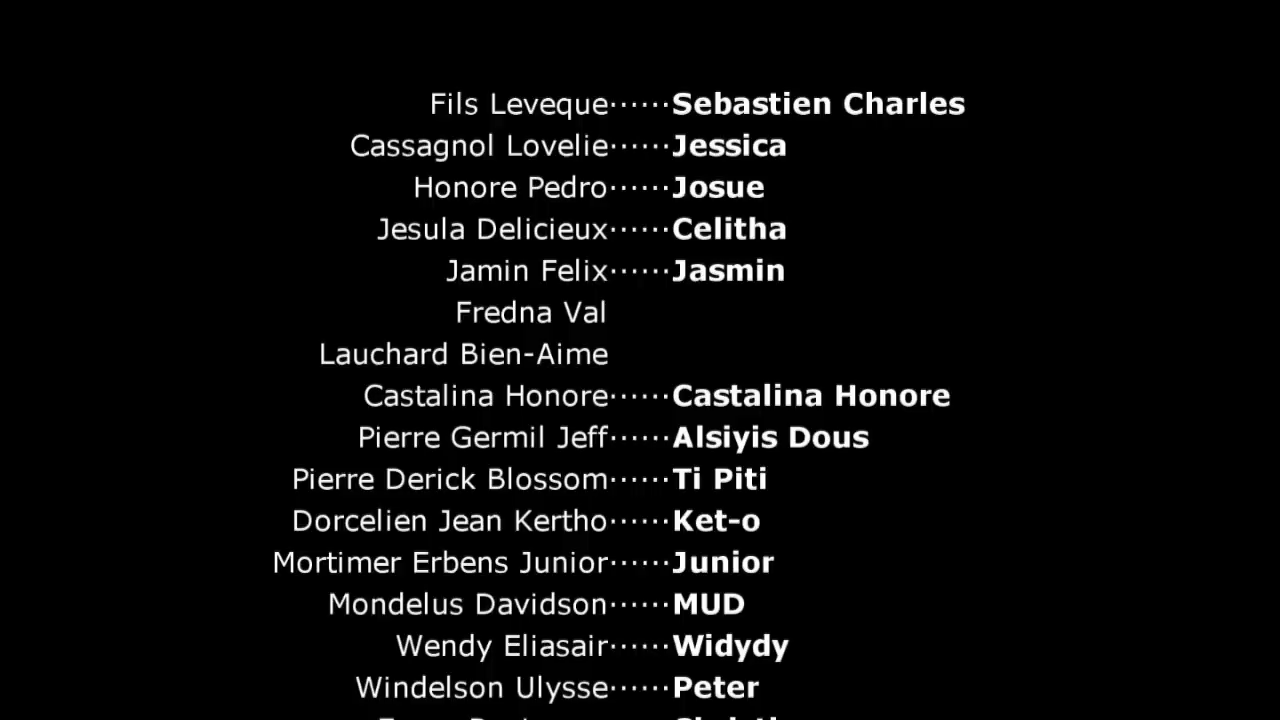 Fils Leveque······Sebastien Charles
Cassagnol Lovelie······Jessica
Honore Pedro······Josue
Jesula Delicieux······Celitha
Jamin Felix······Jasmin
Fredna Val
Lauchard Bien-Aime
Castalina Honore······Castalina Honore
Pierre Germil Jeff······Alsiyis Dous
Pierre Derick Blossom······Ti Piti
Dorcelien Jean Kertho······Ket-o
Mortimer Erbens Junior······Junior
Mondelus Davidson······MUD
Wendy Eliasair······Widydy
Windelson Ulysse······Peter